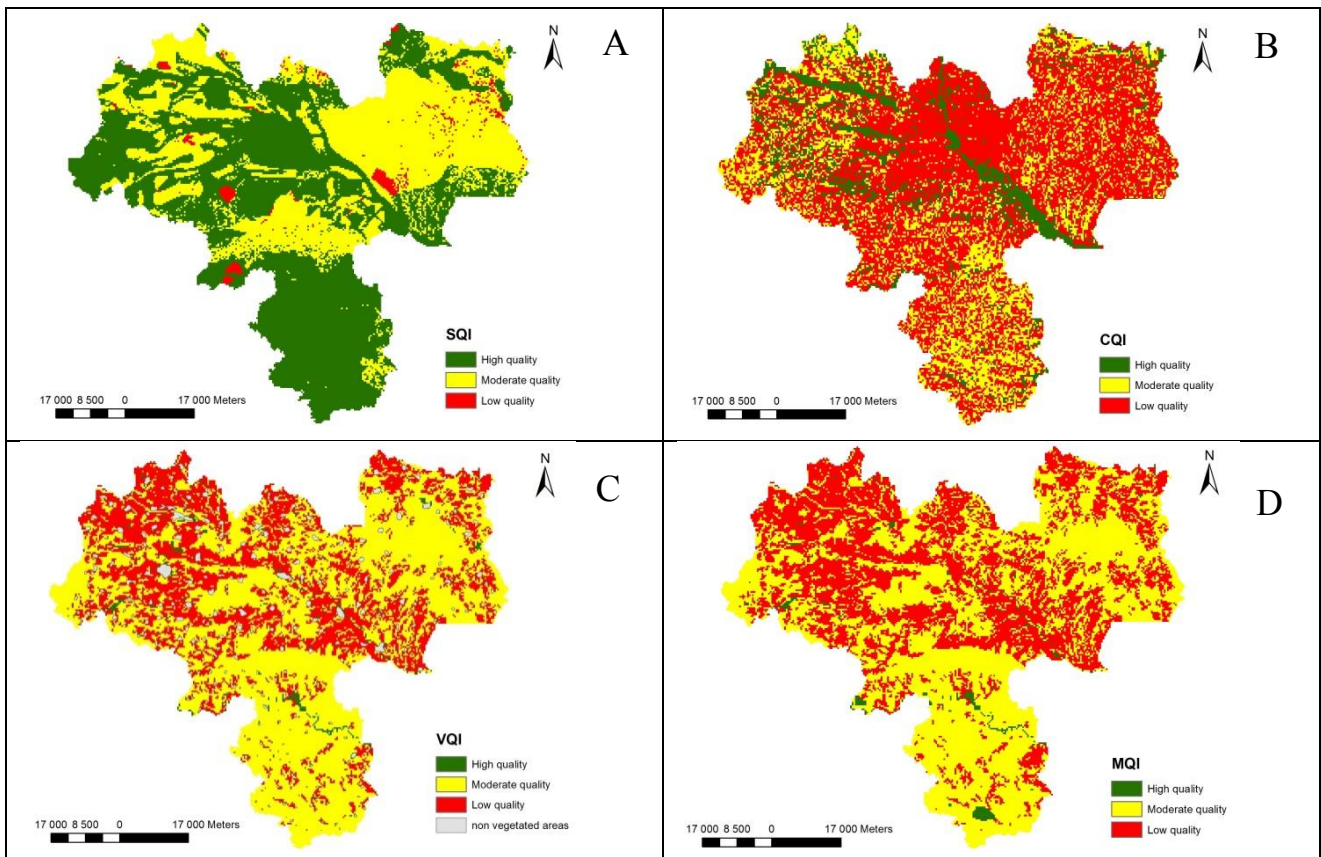 N
A
SQI
High quality
Moderate quality
Low quality
17 000 8 500 0 17 000 Meters
N
B
CQI
High quality
Moderate quality
Low quality
17 000 8 500 0 17 000 Meters
N
C
VQI
High quality
Moderate quality
Low quality
non vegetated areas
17 000 8 500 0 17 000 Meters
N
D
MQI
High quality
Moderate quality
Low quality
17 000 8 500 0 17 000 Meters